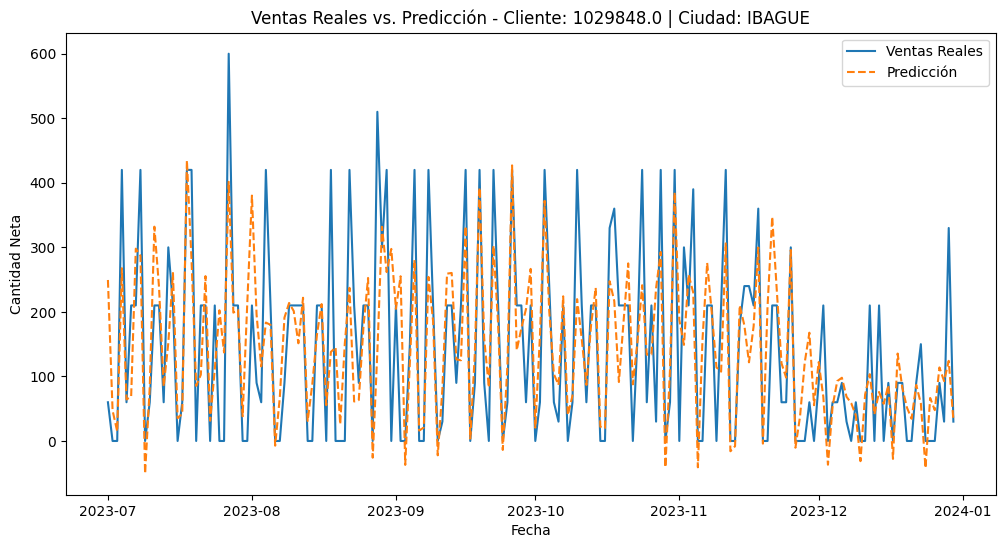 Ventas Reales vs. Predicción - Cliente: 1029848.0 | Ciudad: IBAGUE
Ventas Reales
Predicción
Cantidad Neta
600
500
400
300
200
100
0
2023-07
2023-08
2023-09
2023-10
2023-11
2023-12
2024-01
Fecha